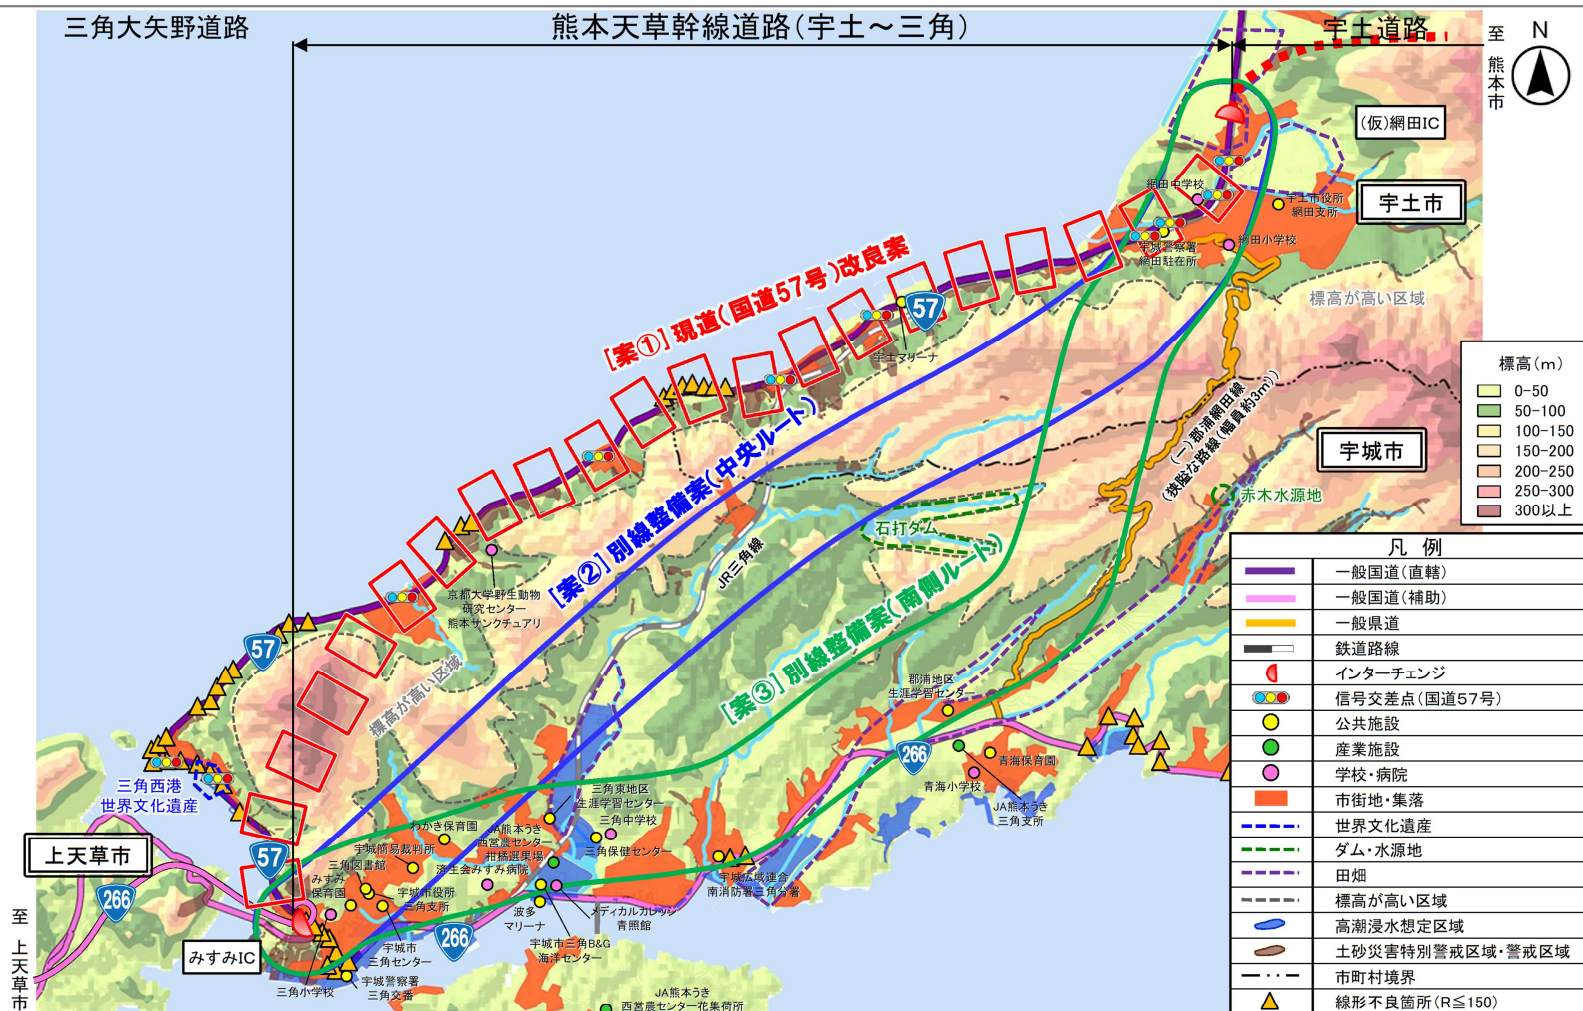 三角大矢野道路
熊本天草幹線道路(宇土～三角)
宇土道路
至 熊本市
N
(仮)網田IC
宇土市
網田中学校
宇土市役所
網田支所
網田小学校
宇城警察署
網田駐在所
標高が高い区域
[案①]現道(国道57号)改良案
57
宇土マリーナ
標高(m)
0-50
50-100
100-150
150-200
200-250
250-300
300以上
(一)郡浦網田線
(狭隘な路線(幅員約3m))
宇城市
赤木水源地
[案②]別線整備案(中央ルート)
石打ダム
JR三角線
[案③]別線整備案(南側ルート)
京都大学野生動物
研究センター
熊本サンクチュアリ
57
標高が高い区域
郡浦地区
生涯学習センター
266
青海保育園
青海小学校
JA熊本うき
三角支所
三角西港
世界文化遺産
三角東地区
生涯学習センター
三角中学校
わかき保育園
JA熊本うき
西営農センター
柑橘選果場
三角保健センター
宇城簡易裁判所
三角図書館
済生会みすみ病院
みすみ
保育園
宇城市役所
三角支所
宇城広域連合
南消防署三角分署
上天草市
57
266
波多
マリーナ
メディカルカレッジ
青照館
宇城市三角B&G
海洋センター
266
宇城市
三角センター
みすみIC
至 上天草市
三角小学校
宇城警察署
三角交番
JA熊本うき
西営農センター花集荷所
凡例
一般国道(直轄)
一般国道(補助)
一般県道
鉄道路線
インターチェンジ
信号交差点(国道57号)
公共施設
産業施設
学校・病院
市街地・集落
世界文化遺産
ダム・水源地
田畑
標高が高い区域
高潮浸水想定区域
土砂災害特別警戒区域・警戒区域
市町村境界
線形不良箇所(R≦150)